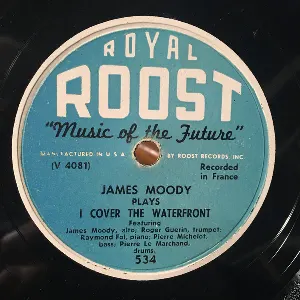 ROYAL
ROOST
"Music of the Future"
MANUFACTURED IN U.S.A. BY ROOST RECORDS, INC.
(V 4081) Recorded
in France
JAMES MOODY
PLAYS
I COVER THE WATERFRONT
Featuring
James Moody, alto; Roger Guerin, trumpet;
Raymond Fol, piano; Pierre Michelot,
bass; Pierre Le Marchand,
drums.
534